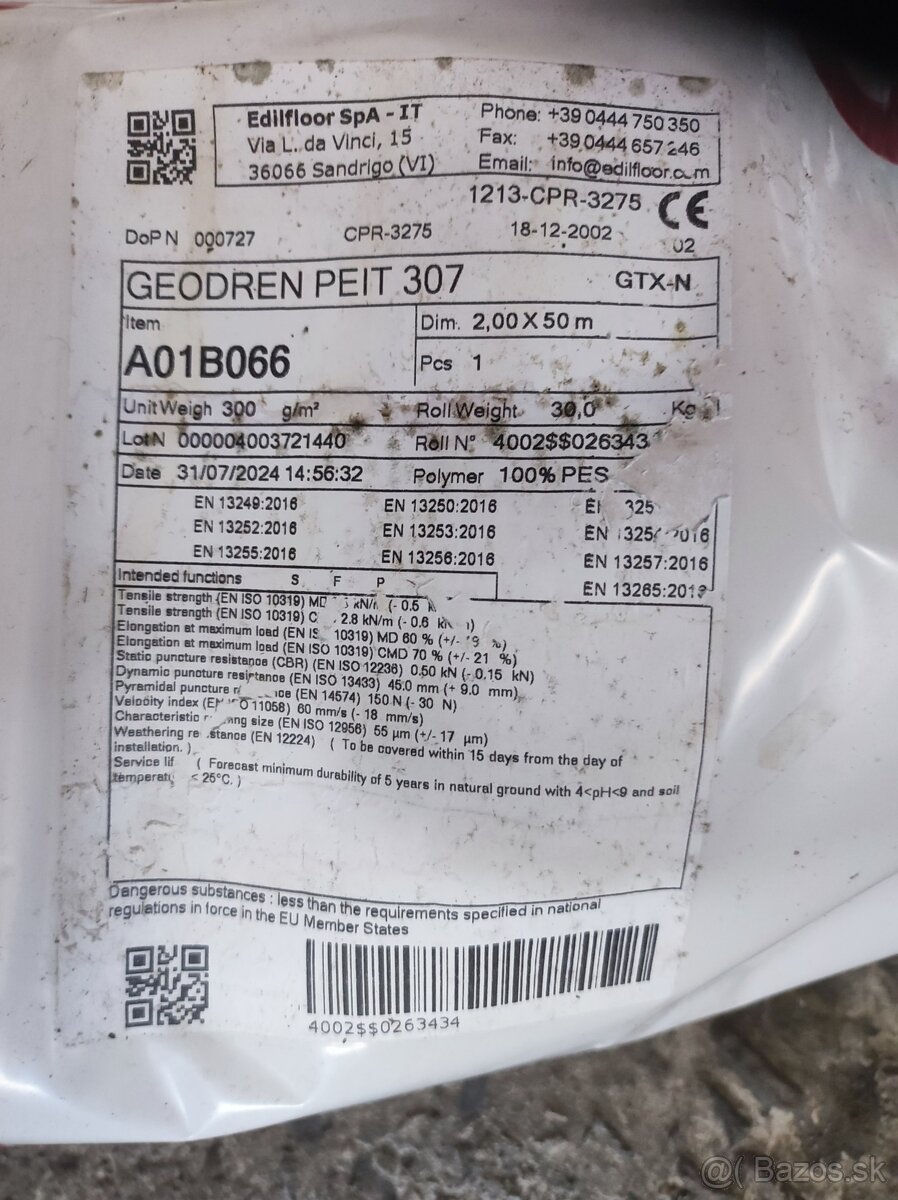 Edilfloor SpA - IT
Via L. da Vinci, 15
36066 Sandrigo (VI)
Phone: +39 0444 750 350
Fax: +39 0444 657 246
Email: info@edilfloor.com
1213-CPR-3275 CE
DoP N 000727 CPR-3275 18-12-2002 02
GEODREN PEIT 307 GTX-N
Item
A01B066
Dim. 2,00 X 50 m
Pcs 1
Unit Weigh 300 g/m² Roll Weight 30,0 Kg
Lot N 000004003721440 Roll N° 4002$$026343
Date 31/07/2024 14:56:32 Polymer 100% PES
EN 13249:2016 EN 13250:2016
EN 13252:2016 EN 13253:2016
EN 13255:2016 EN 13256:2016 EN 13257:2016
EN 13265:2016
Intended functions S F P
Tensile strength (EN ISO 10319) MD kN/m (- 0.5
Tensile strength (EN ISO 10319) 2.8 kN/m (- 0.6 kN/m)
Elongation at maximum load (EN ISO 10319) MD 60 % (+/- %)
Elongation at maximum load (EN ISO 10319) CMD 70 % (+/- 21 %)
Static puncture resistance (CBR) (EN ISO 12236) 0.50 kN (- 0.15 kN)
Dynamic puncture resistance (EN ISO 13433) 45.0 mm (+ 9.0 mm)
Pyramidal puncture (EN 14574) 150 N (- 30 N)
Velocity index (EN ISO 11058) 60 mm/s (- 18 mm/s)
Characteristic size (EN ISO 12956) 55 µm (+/- 17 µm)
Weathering resistance (EN 12224) ( To be covered within 15 days from the day of
installation. )
Service lif ( Forecast minimum durability of 5 years in natural ground with 4<pH<9 and soil
temperatu < 25°C. )
Dangerous substances : less than the requirements specified in national
regulations in force in the EU Member States
4002$$0263434
@( Bazos.sk